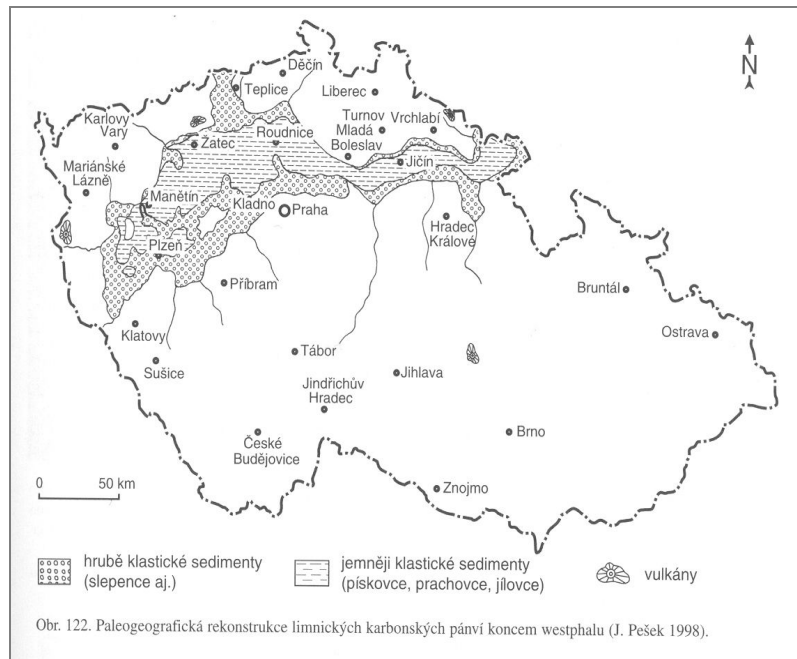 N
Děčín
Teplice
Liberec
Karlovy
Vary
Turnov
Vrchlabí
Mladá
Boleslav
Roudnice
Žatec
Jičín
Mariánské
Lázně
Manětín
Kladno
Praha
Hradec
Králové
Plzeň
Příbram
Bruntál
Klatovy
Ostrava
Tábor
Sušice
Jihlava
Jindřichův
Hradec
České
Budějovice
Brno
Znojmo
0 50 km
hrubě klastické sedimenty
(slepence aj.)
jemněji klastické sedimenty
(pískovce, prachovce, jílovce)
vulkány
Obr. 122. Paleogeografická rekonstrukce limnických karbonských pánví koncem westphalu (J. Pešek 1998).